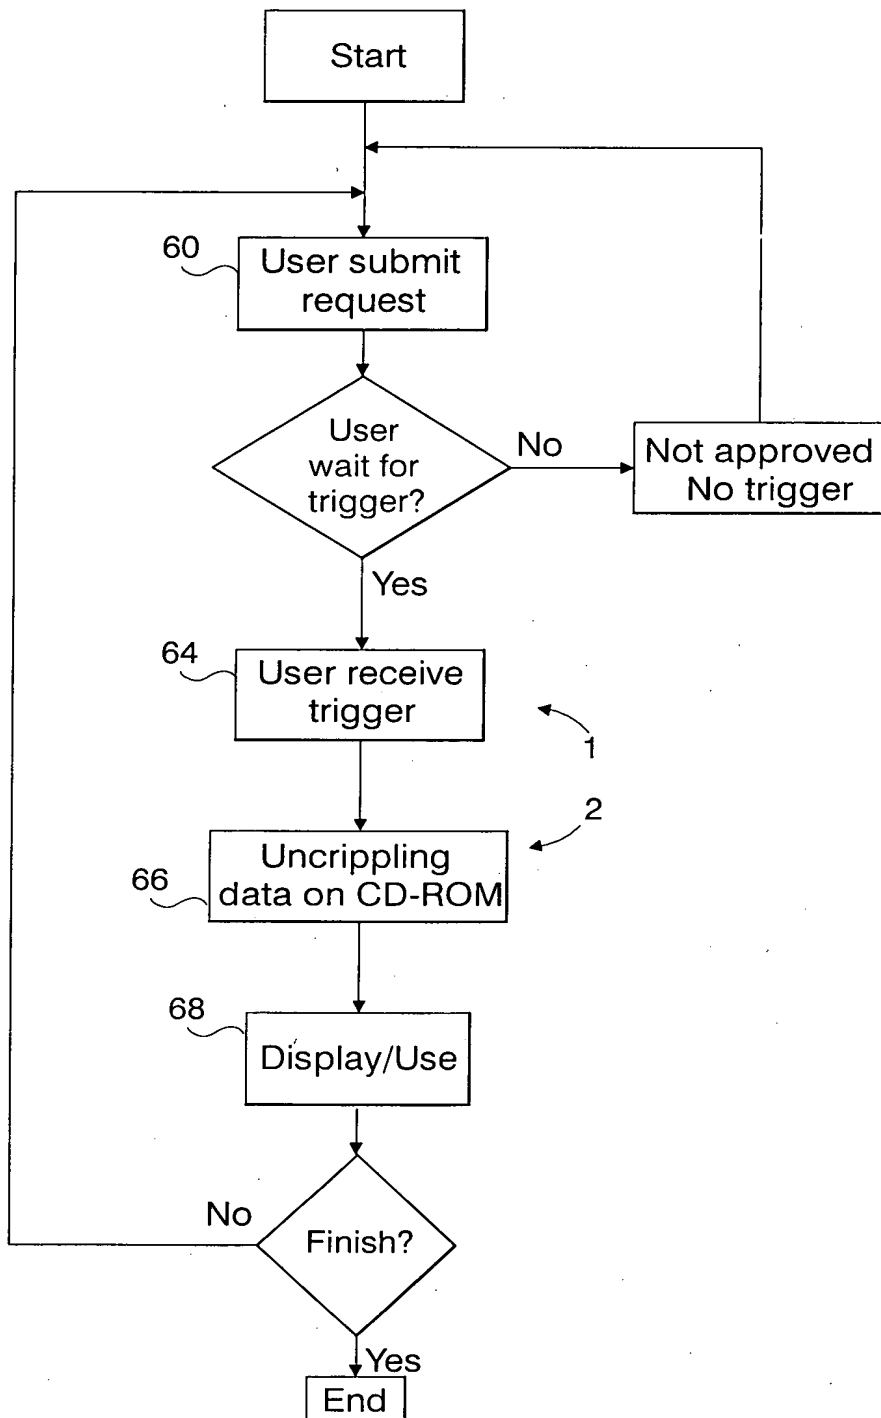 Start
60
User submit
request
User
wait for
trigger?
No
Not approved
No trigger
Yes
64
User receive
trigger
1
2
Uncrippling
data on CD-ROM
66
68
Display/Use
No
Finish?
Yes
End